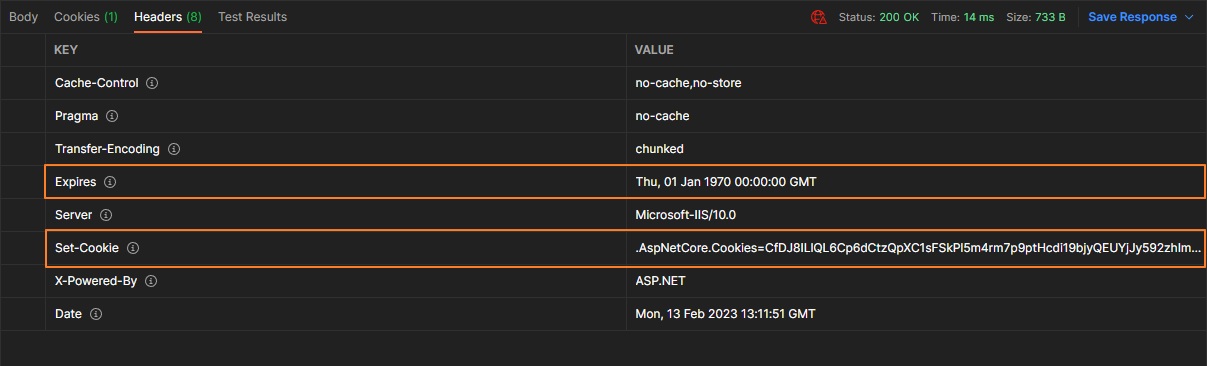 Body Cookies (1) Headers (8) Test Results Status: 200 OK Time: 14 ms Size: 733 B Save Response
KEY VALUE
Cache-Control no-cache,no-store
Pragma no-cache
Transfer-Encoding chunked
Expires Thu, 01 Jan 1970 00:00:00 GMT
Server Microsoft-IIS/10.0
Set-Cookie .AspNetCore.Cookies=CfDJ8ILIQL6Cp6dCtzQpXC1sFSkPl5m4rm7p9ptHcdi19bjyQEUYjJy592zhIm...
X-Powered-By ASP.NET
Date Mon, 13 Feb 2023 13:11:51 GMT